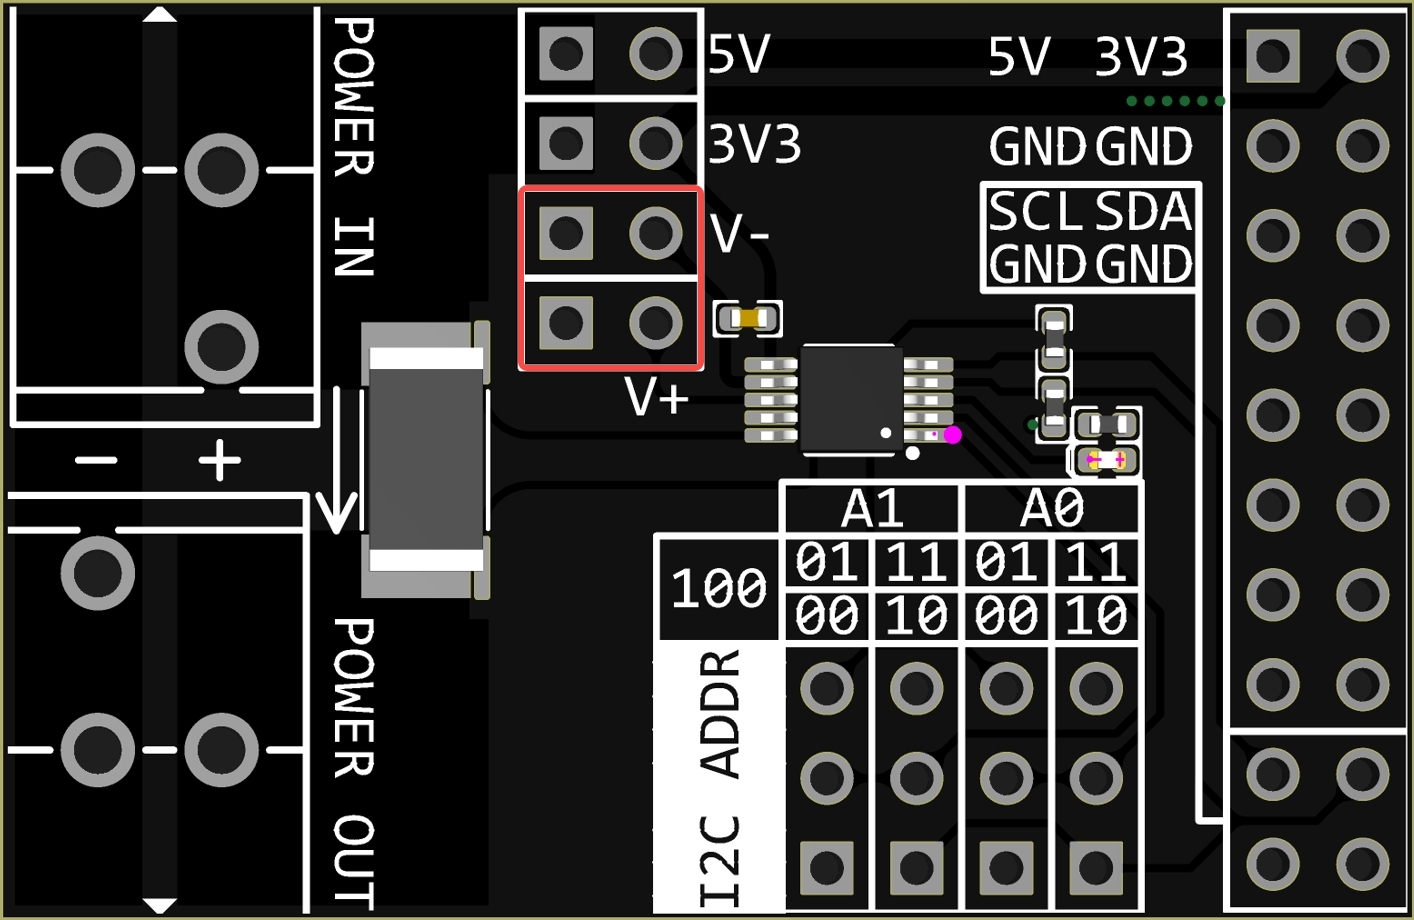 POWER IN
5V
3V3
V-
V+
5V 3V3
GND GND
SCL SDA
GND GND
- +
POWER OUT
A1 A0
100
01 11 01 11
00 10 00 10
I2C ADDR